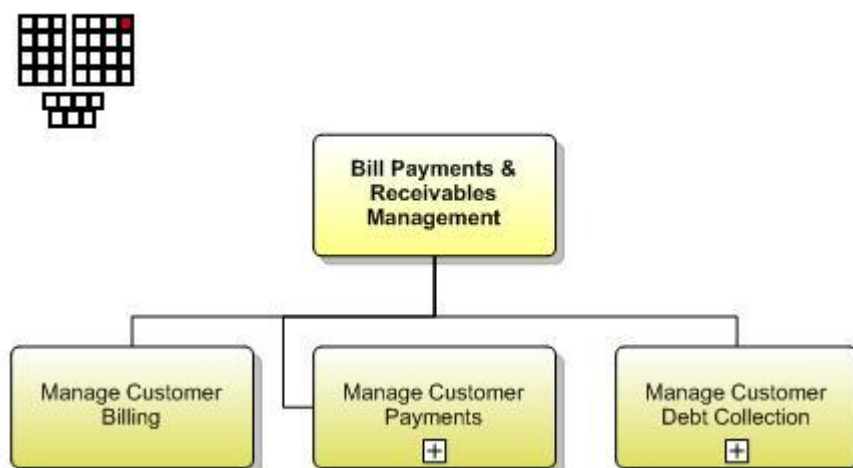 Bill Payments &
Receivables
Management
Manage Customer
Billing
Manage Customer
Payments
Manage Customer
Debt Collection